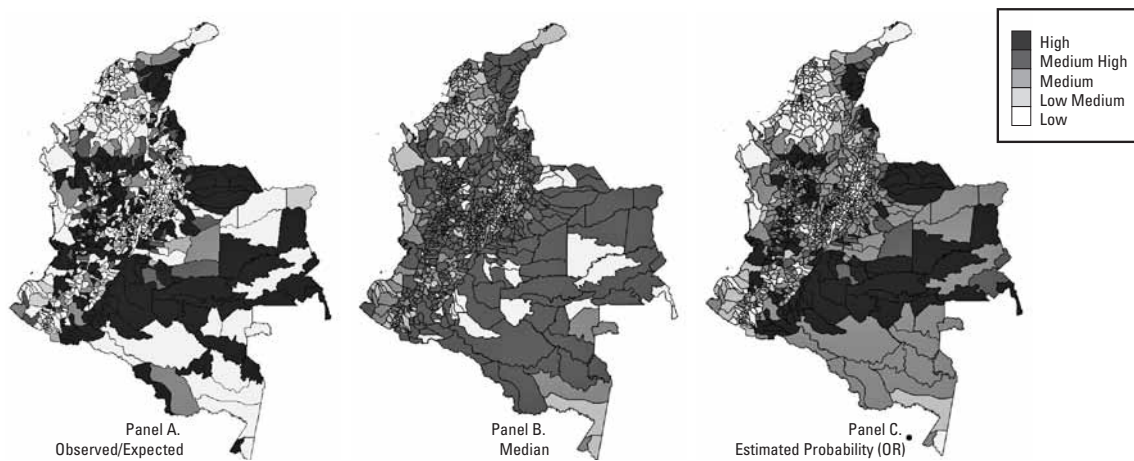 High
Medium High
Medium
Low Medium
Low
Panel A.
Observed/Expected
Panel B.
Median
Panel C.
Estimated Probability (OR)